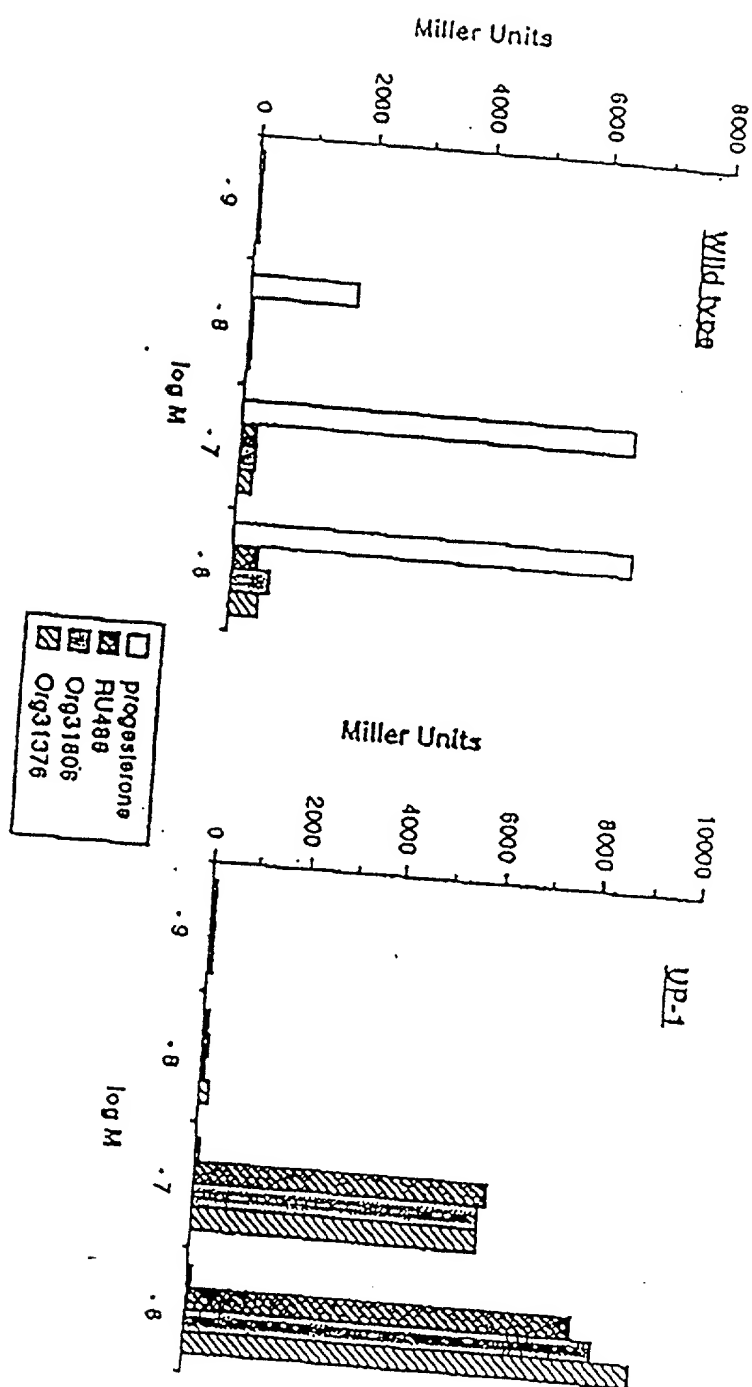 Wild type
Miller Units
8000
6000
4000
2000
0
-9
-8
-7
-6
log M
UP-1
Miller Units
10000
8000
6000
4000
2000
0
-9
-8
-7
-6
log M
progesterone
RU486
Org31806
Org31376